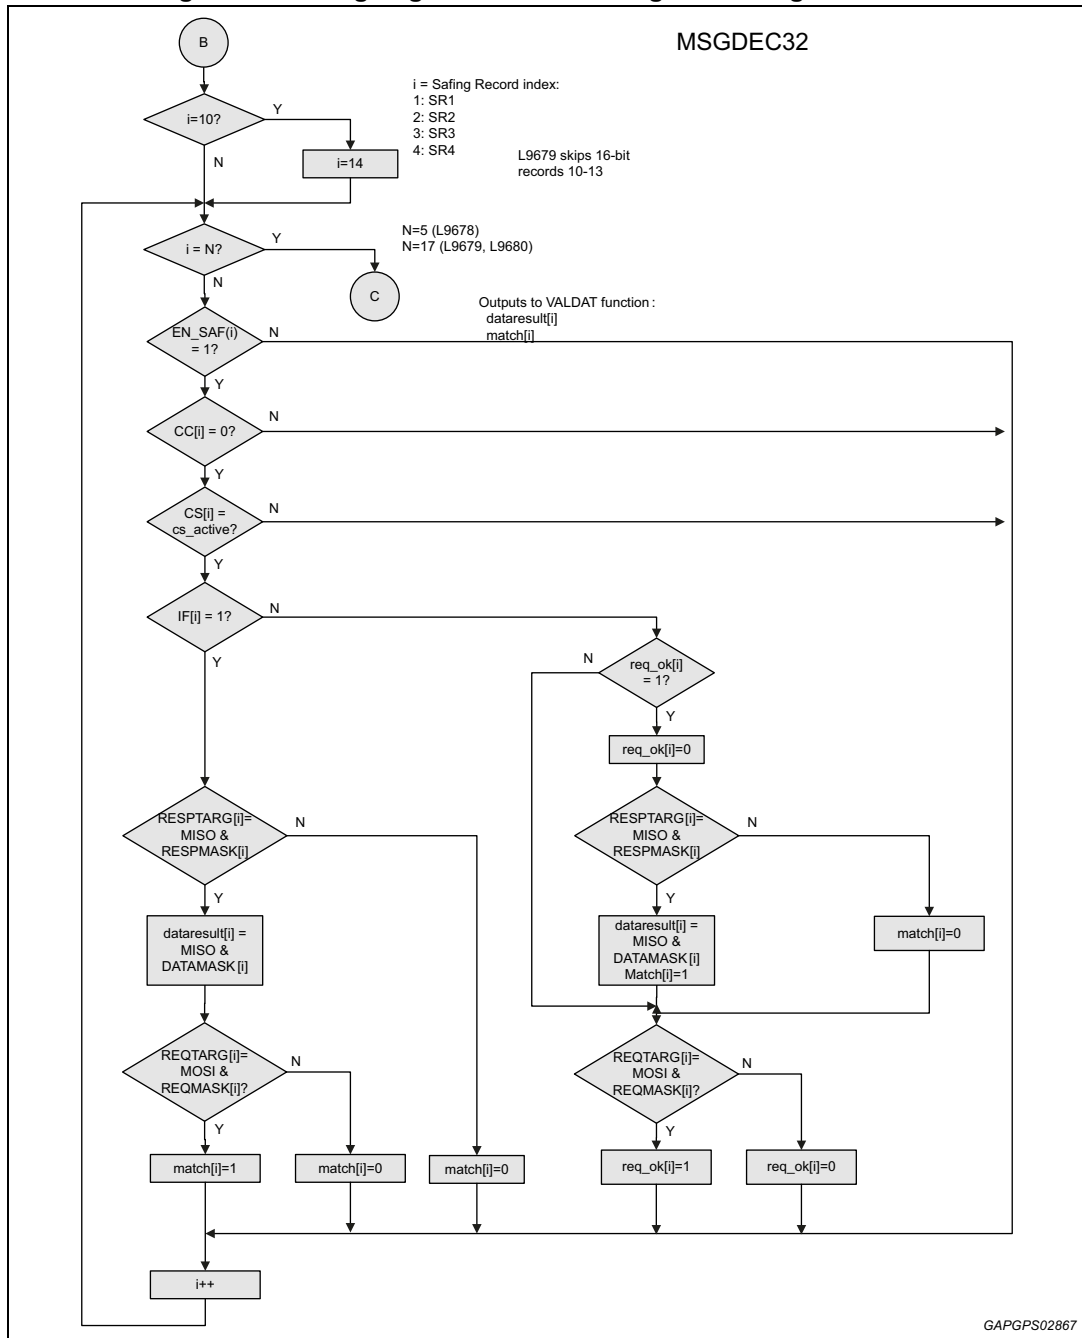 B
MSGDEC32
i = Safing Record index:
1: SR1
2: SR2
3: SR3
4: SR4
i=10?
Y
N
i=14
L9679 skips 16-bit
records 10-13
i = N?
Y
N
N=5 (L9678)
N=17 (L9679, L9680)
C
Outputs to VALDAT function :
dataresult[i]
match[i]
EN_SAF(i)
= 1?
N
Y
CC[i] = 0?
N
Y
CS[i] =
cs_active?
N
Y
IF[i] = 1?
N
Y
req_ok[i]
= 1?
N
Y
req_ok[i]=0
RESPTARG[i]=
MISO &
RESPMASK[i]
N
Y
RESPTARG[i]=
MISO &
RESPMASK[i]
N
Y
dataresult[i] =
MISO &
DATAMASK[i]
dataresult[i] =
MISO &
DATAMASK[i]
Match[i]=1
match[i]=0
REQTARG[i]=
MOSI &
REQMASK[i]?
N
Y
REQTARG[i]=
MOSI &
REQMASK[i]?
N
Y
match[i]=1
match[i]=0
match[i]=0
req_ok[i]=1
req_ok[i]=0
i++
GAPGPS02867